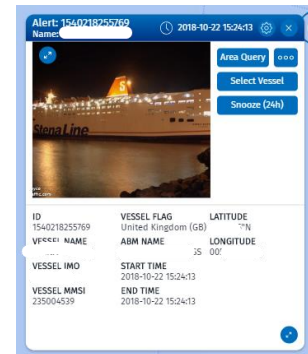 Alert: 1540218255769
Name:
2018-10-22 15:24:13
Area Query
Select Vessel
Snooze (24h)
Stena Line
S
ID
1540218255769
VESSEL FLAG
United Kingdom (GB)
LATITUDE
"N
VESSEL NAME
ABM NAME
LONGITUDE
VESSEL IMO
START TIME
2018-10-22 15:24:13
VESSEL MMSI
235004539
END TIME
2018-10-22 15:24:13